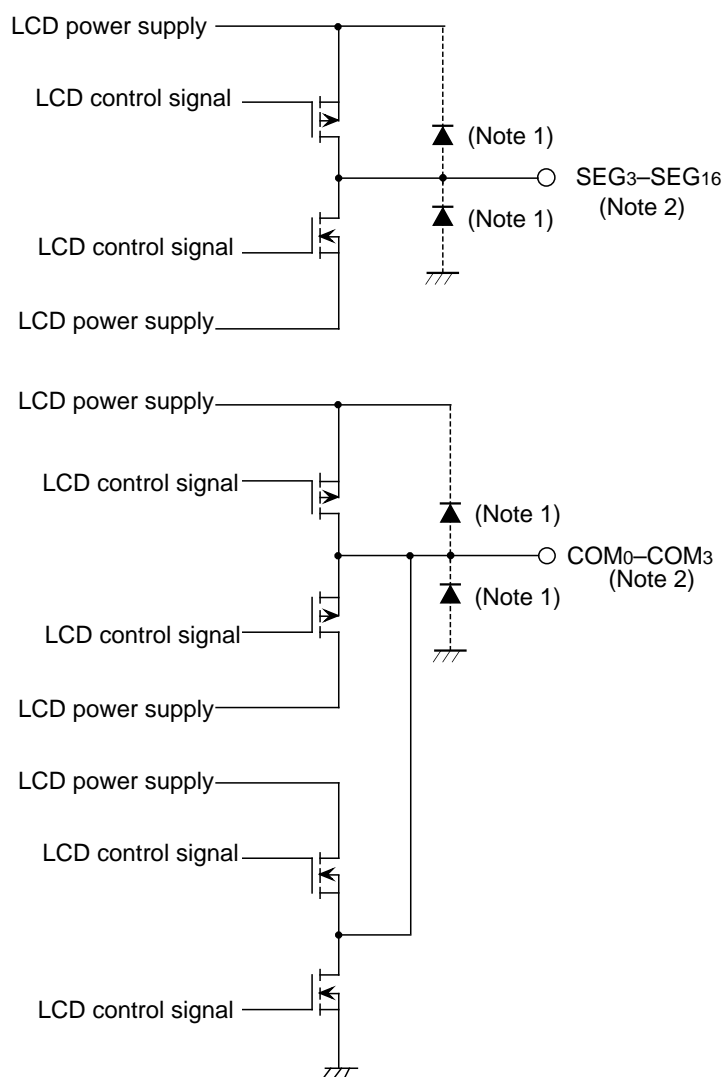 LCD power supply
LCD control signal
(Note 1)
SEG3–SEG16
(Note 2)
(Note 1)
LCD control signal
LCD power supply
LCD power supply
LCD control signal
(Note 1)
COM0–COM3
(Note 2)
(Note 1)
LCD control signal
LCD power supply
LCD power supply
LCD control signal
LCD control signal